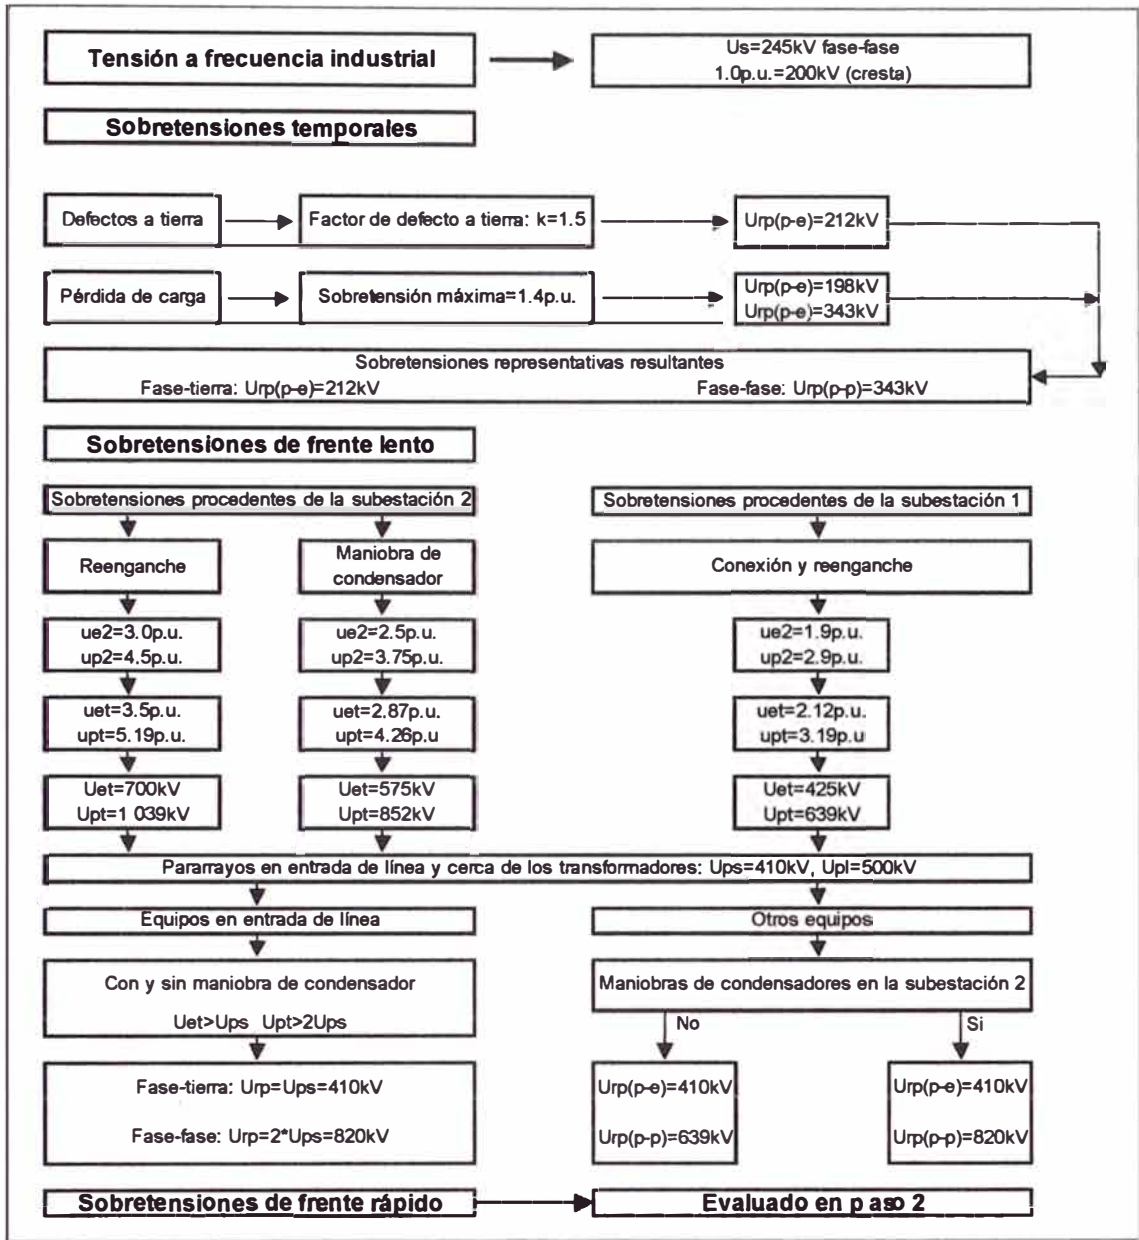 Tensión a frecuencia industrial
Us=245kV fase-fase
1.0p.u.=200kV (cresta)
Sobretensiones temporales
Defectos a tierra
Factor de defecto a tierra: k=1.5
Urp(p-e)=212kV
Pérdida de carga
Sobretensión máxima=1.4p.u.
Urp(p-e)=198kV
Urp(p-e)=343kV
Sobretensiones representativas resultantes
Fase-tierra: Urp(p-e)=212kV
Fase-fase: Urp(p-p)=343kV
Sobretensiones de frente lento
Sobretensiones procedentes de la subestación 2
Sobretensiones procedentes de la subestación 1
Reenganche
Maniobra de
condensador
Conexión y reenganche
ue2=3.0p.u.
up2=4.5p.u.
ue2=2.5p.u.
up2=3.75p.u.
ue2=1.9p.u.
up2=2.9p.u.
uet=3.5p.u.
upt=5.19p.u.
uet=2.87p.u.
upt=4.26p.u
uet=2.12p.u.
upt=3.19p.u
Uet=700kV
Upt=1 039kV
Uet=575kV
Upt=852kV
Uet=425kV
Upt=639kV
Pararrayos en entrada de línea y cerca de los transformadores: Ups=410kV, Upl=500kV
Equipos en entrada de línea
Otros equipos
Con y sin maniobra de condensador
Uet>Ups Upt>2Ups
Maniobras de condensadores en la subestación 2
No
Si
Fase-tierra: Urp=Ups=410kV
Fase-fase: Urp=2*Ups=820kV
Urp(p-e)=410kV
Urp(p-p)=639kV
Urp(p-e)=410kV
Urp(p-p)=820kV
Sobretensiones de frente rápido
Evaluado en paso 2